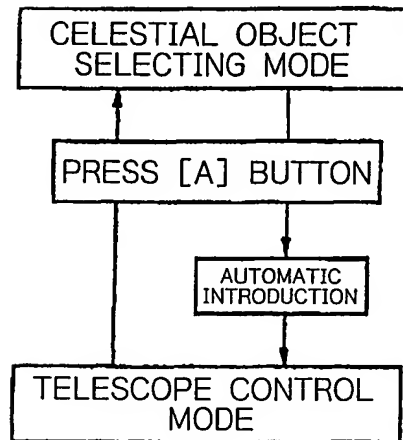 CELESTIAL OBJECT
SELECTING MODE
PRESS [A] BUTTON
AUTOMATIC
INTRODUCTION
TELESCOPE CONTROL
MODE